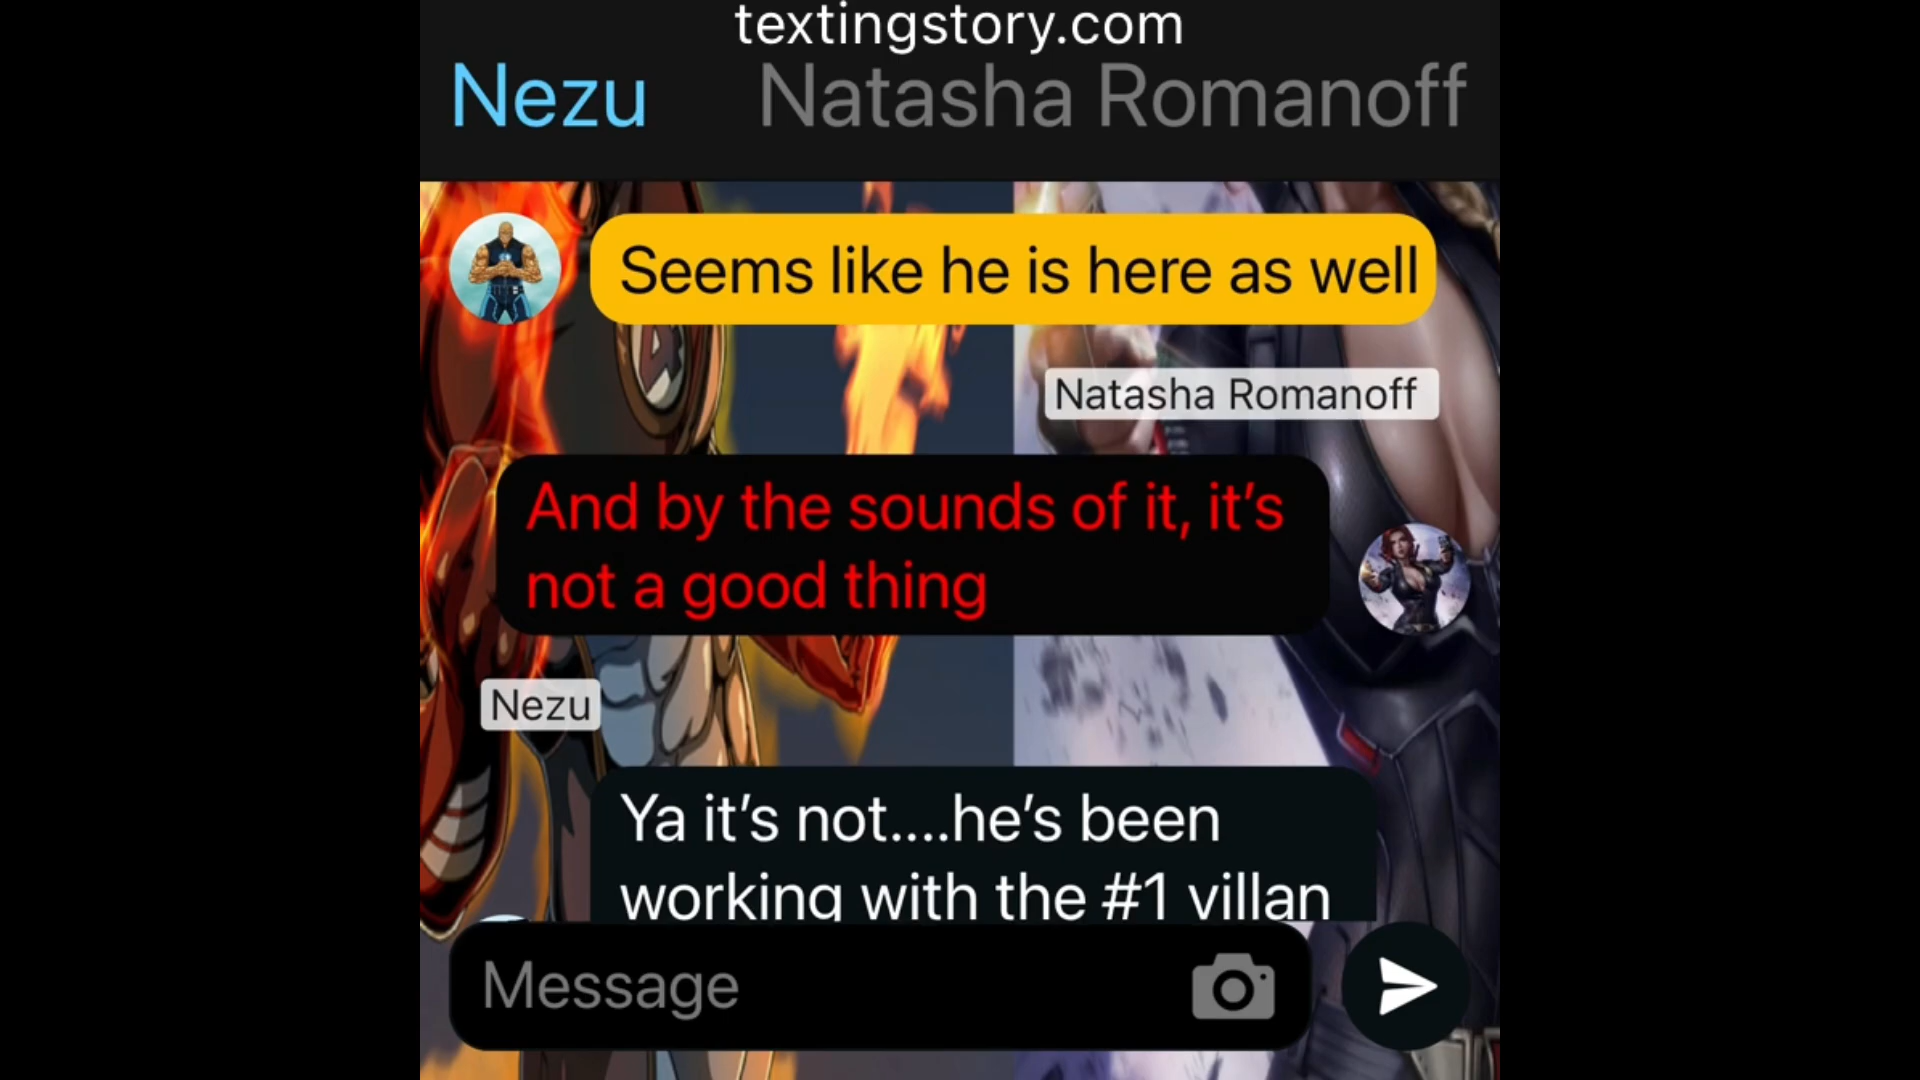 textingstory.com
Nezu Natasha Romanoff
Seems like he is here as well
Natasha Romanoff
And by the sounds of it, it’s
not a good thing
Nezu
Ya it’s not....he’s been
working with the #1 villan
Message